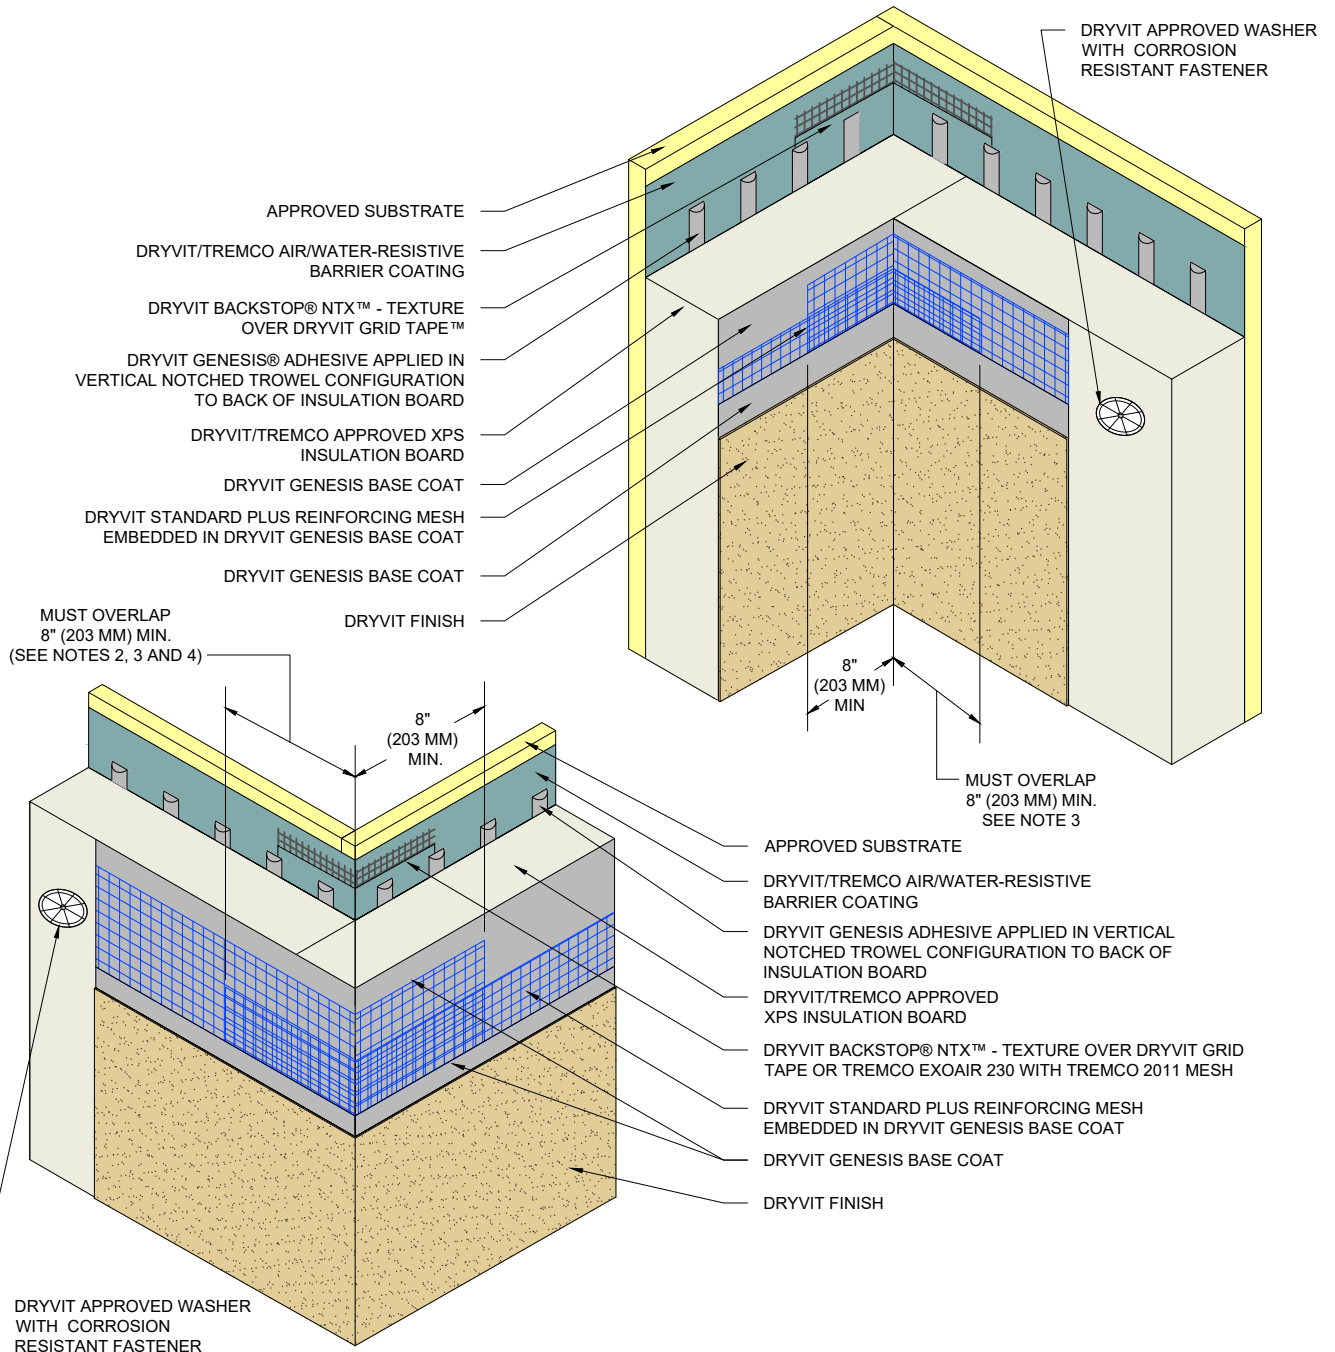 DRYVIT APPROVED WASHER
WITH CORROSION
RESISTANT FASTENER
APPROVED SUBSTRATE
DRYVIT/TREMCO AIR/WATER-RESISTIVE
BARRIER COATING
DRYVIT BACKSTOP® NTX™ - TEXTURE
OVER DRYVIT GRID TAPE™
DRYVIT GENESIS® ADHESIVE APPLIED IN
VERTICAL NOTCHED TROWEL CONFIGURATION
TO BACK OF INSULATION BOARD
DRYVIT/TREMCO APPROVED XPS
INSULATION BOARD
DRYVIT GENESIS BASE COAT
DRYVIT STANDARD PLUS REINFORCING MESH
EMBEDDED IN DRYVIT GENESIS BASE COAT
DRYVIT GENESIS BASE COAT
DRYVIT FINISH
8"
(203 MM)
MIN
MUST OVERLAP
8" (203 MM) MIN.
SEE NOTE 3
MUST OVERLAP
8" (203 MM) MIN.
(SEE NOTES 2, 3 AND 4)
8"
(203 MM)
MIN.
APPROVED SUBSTRATE
DRYVIT/TREMCO AIR/WATER-RESISTIVE
BARRIER COATING
DRYVIT GENESIS ADHESIVE APPLIED IN VERTICAL
NOTCHED TROWEL CONFIGURATION TO BACK OF
INSULATION BOARD
DRYVIT/TREMCO APPROVED
XPS INSULATION BOARD
DRYVIT BACKSTOP® NTX™ - TEXTURE OVER DRYVIT GRID
TAPE OR TREMCO EXOAIR 230 WITH TREMCO 2011 MESH
DRYVIT STANDARD PLUS REINFORCING MESH
EMBEDDED IN DRYVIT GENESIS BASE COAT
DRYVIT GENESIS BASE COAT
DRYVIT FINISH
DRYVIT APPROVED WASHER
WITH CORROSION
RESISTANT FASTENER